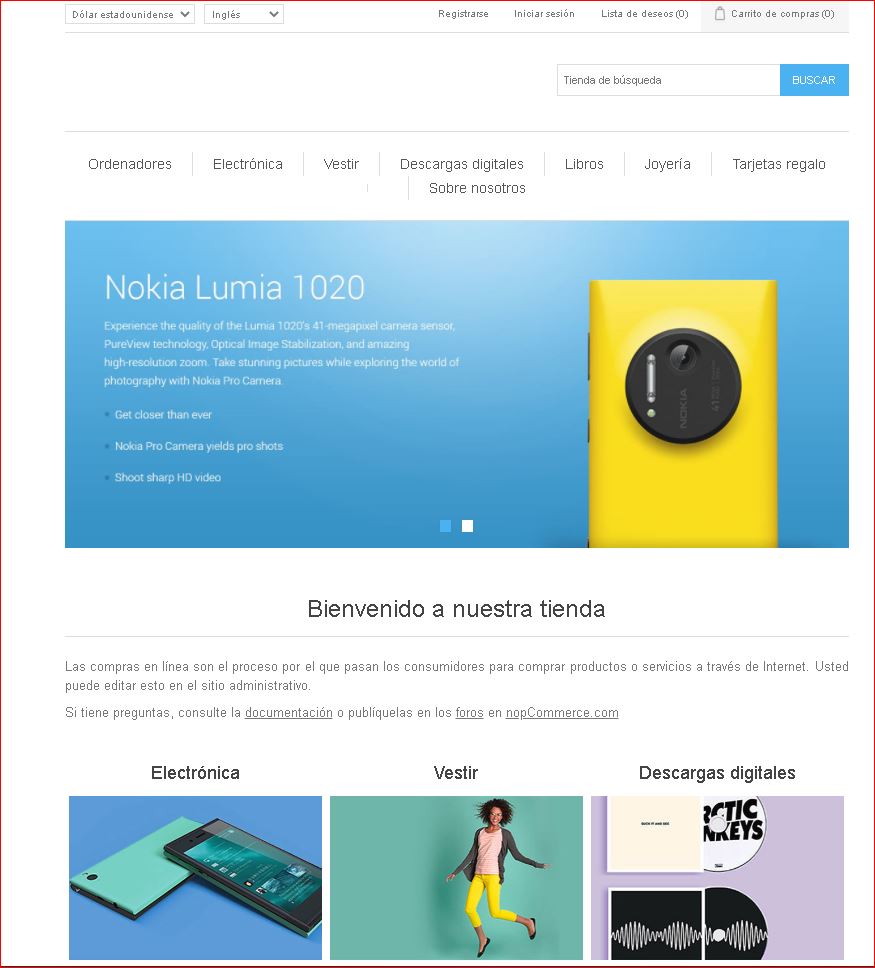 Dólar estadounidense Inglés Registrarse Iniciar sesión Lista de deseos (0) Carrito de compras (0)
Tienda de búsqueda BUSCAR
Ordenadores Electrónica Vestir Descargas digitales Libros Joyería Tarjetas regalo
Sobre nosotros
Nokia Lumia 1020
Experience the quality of the Lumia 1020's 41-megapixel camera sensor,
PureView technology, Optical Image Stabilization, and amazing
high-resolution zoom. Take stunning pictures while exploring the world of
photography with Nokia Pro Camera.
Get closer than ever
Nokia Pro Camera yields pro shots
Shoot sharp HD video
NOKIA
41
Bienvenido a nuestra tienda
Las compras en línea son el proceso por el que pasan los consumidores para comprar productos o servicios a través de Internet. Usted
puede editar esto en el sitio administrativo.
Si tiene preguntas, consulte la documentación o publíquelas en los foros en nopCommerce.com
Electrónica Vestir Descargas digitales
SUCK IT AND SEE
RCTIC
NKEYS